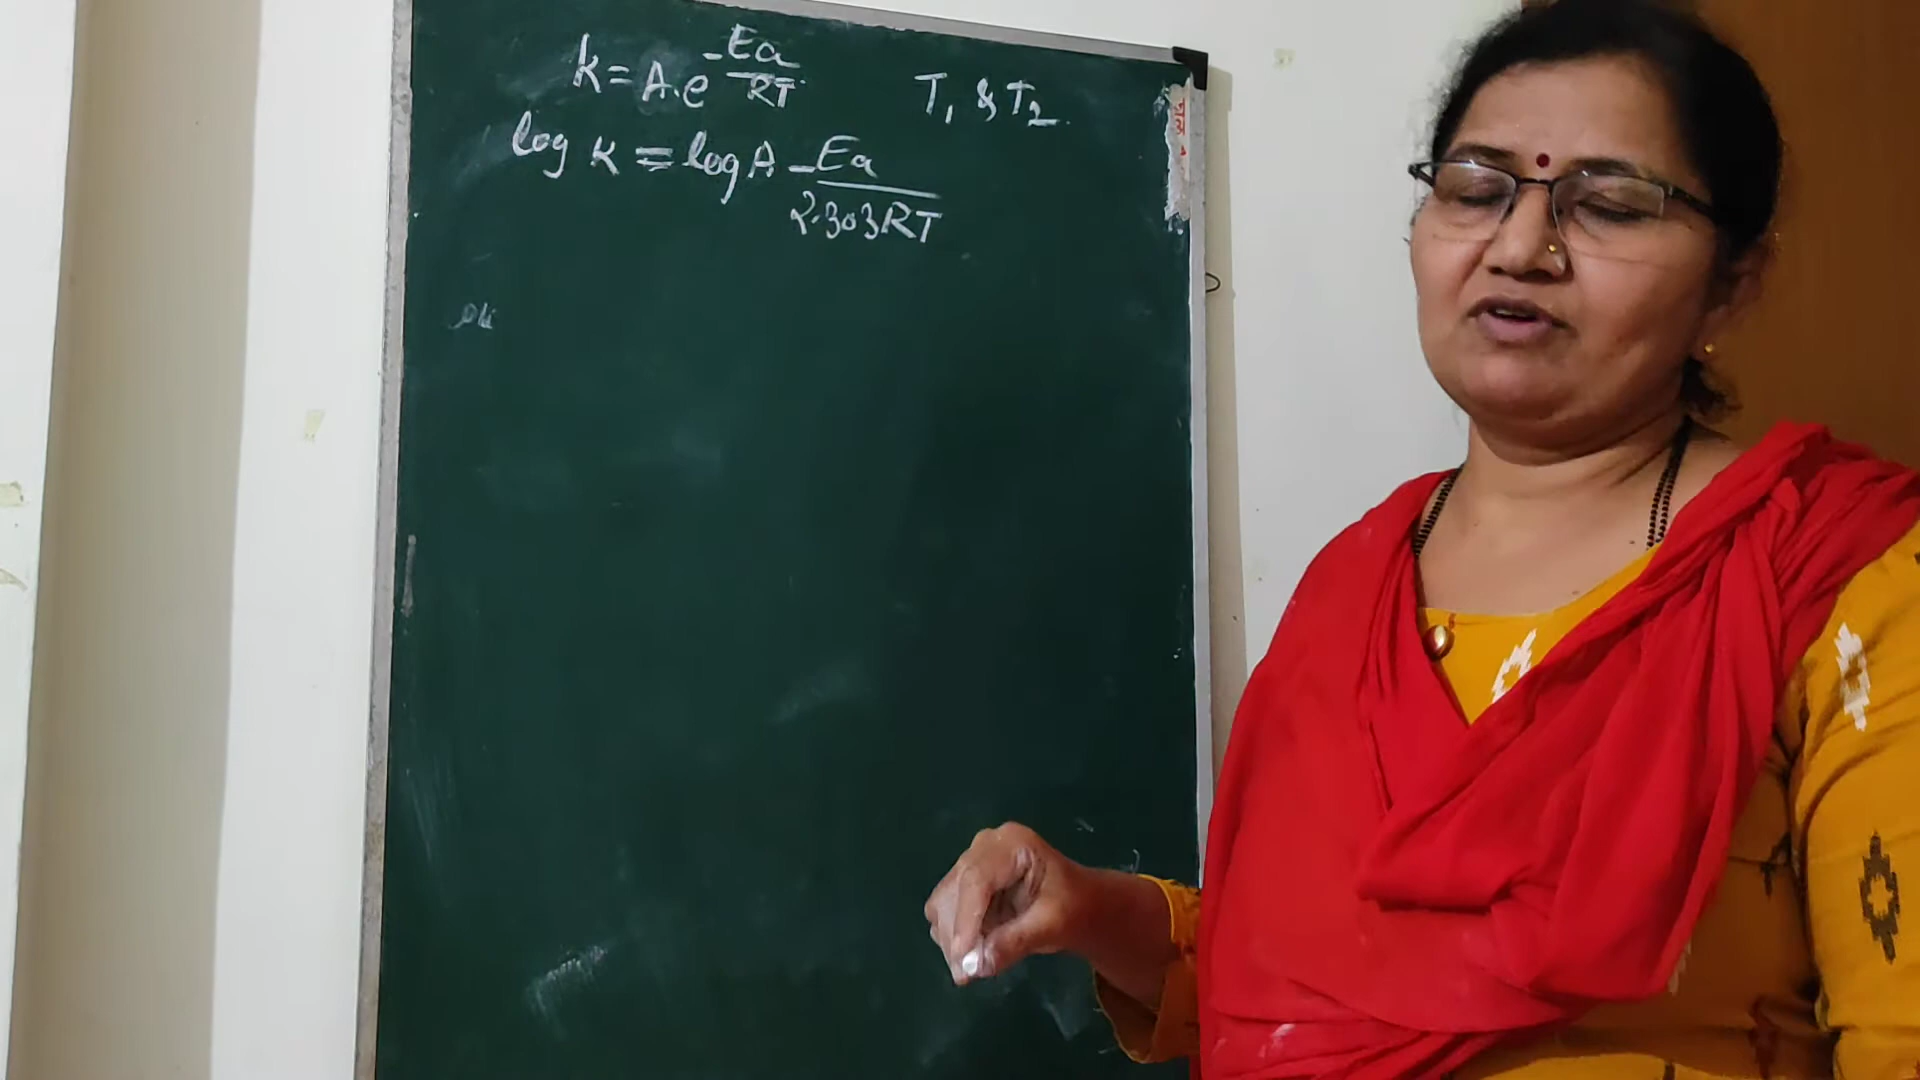 k = A.e^-Ea/RT T₁ & T₂.
log K = log A - Ea/2.303RT